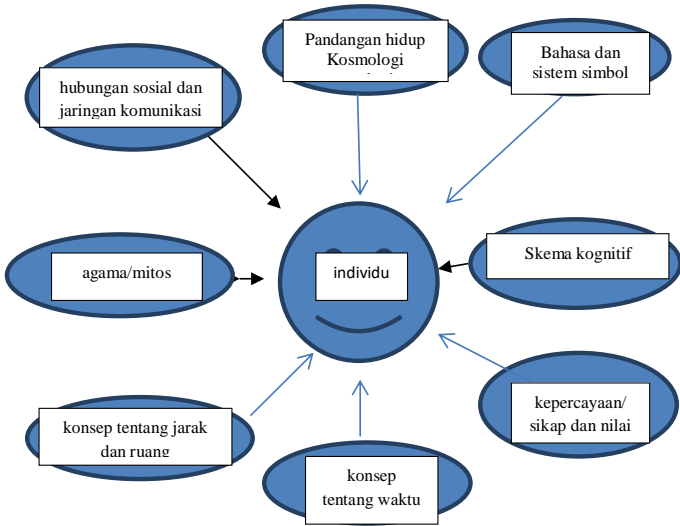 Pandangan hidup
Kosmologi
Bahasa dan
sistem simbol
hubungan sosial dan
jaringan komunikasi
agama/mitos
individu
Skema kognitif
konsep tentang jarak
dan ruang
kepercayaan/
sikap dan nilai
konsep
tentang waktu